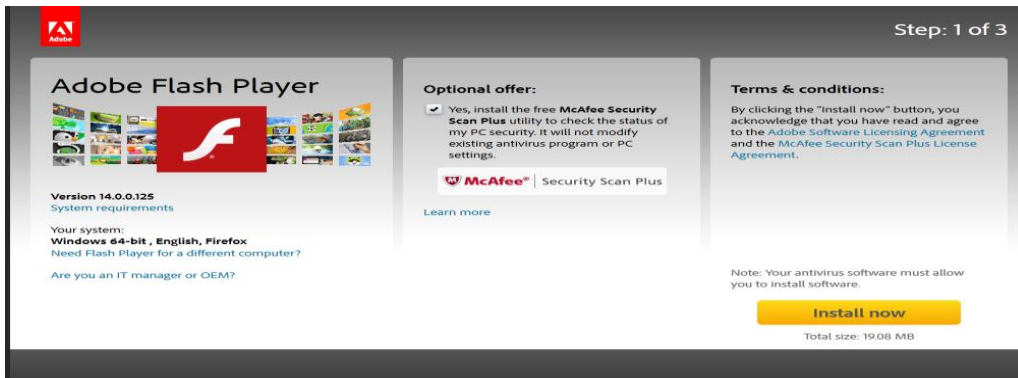 Adobe
Step: 1 of 3
Adobe Flash Player
Version 14.0.0.125
System requirements
Your system:
Windows 64-bit , English, Firefox
Need Flash Player for a different computer?
Are you an IT manager or OEM?
Optional offer:
Yes, install the free McAfee Security
Scan Plus utility to check the status of
my PC security. It will not modify
existing antivirus program or PC
settings.
McAfee® | Security Scan Plus
Learn more
Terms & conditions:
By clicking the "Install now" button, you
acknowledge that you have read and agree
to the Adobe Software Licensing Agreement
and the McAfee Security Scan Plus License
Agreement.
Note: Your antivirus software must allow
you to install software.
Install now
Total size: 19.08 MB